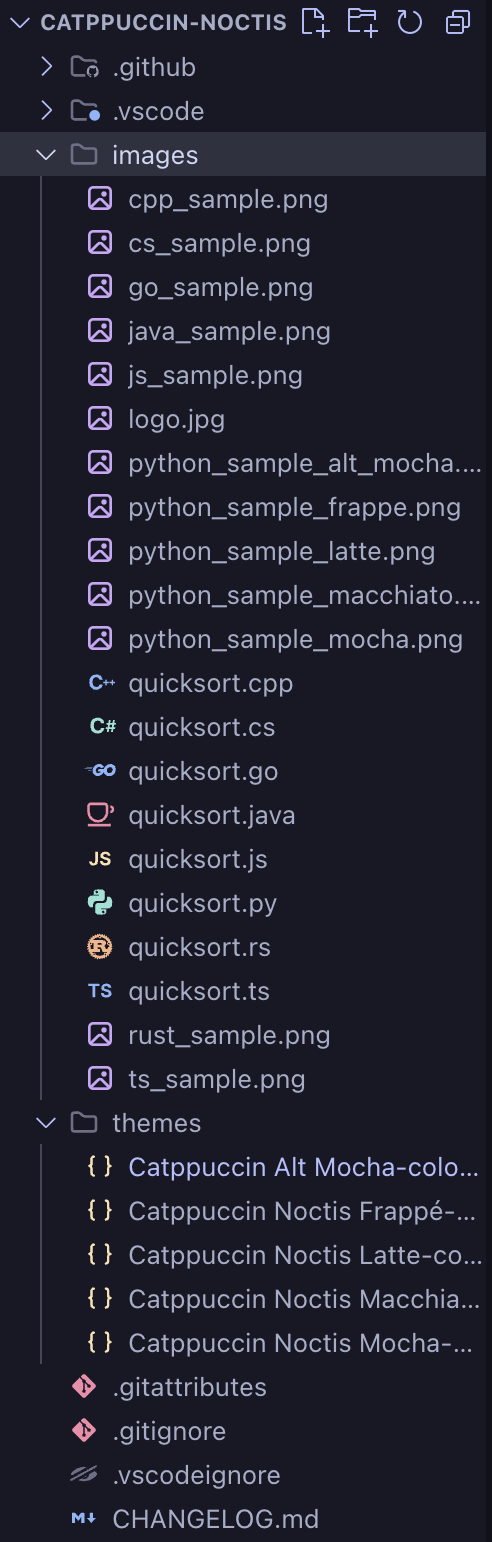 CATPPUCCIN-NOCTIS
.github
.vscode
images
cpp_sample.png
cs_sample.png
go_sample.png
java_sample.png
js_sample.png
logo.jpg
python_sample_alt_mocha....
python_sample_frappe.png
python_sample_latte.png
python_sample_macchiato....
python_sample_mocha.png
C++ quicksort.cpp
C# quicksort.cs
GO quicksort.go
quicksort.java
JS quicksort.js
quicksort.py
R quicksort.rs
TS quicksort.ts
rust_sample.png
ts_sample.png
themes
{ } Catppuccin Alt Mocha-colo...
{ } Catppuccin Noctis Frappé-...
{ } Catppuccin Noctis Latte-co...
{ } Catppuccin Noctis Macchia...
{ } Catppuccin Noctis Mocha-...
.gitattributes
.gitignore
.vscodeignore
M↓ CHANGELOG.md